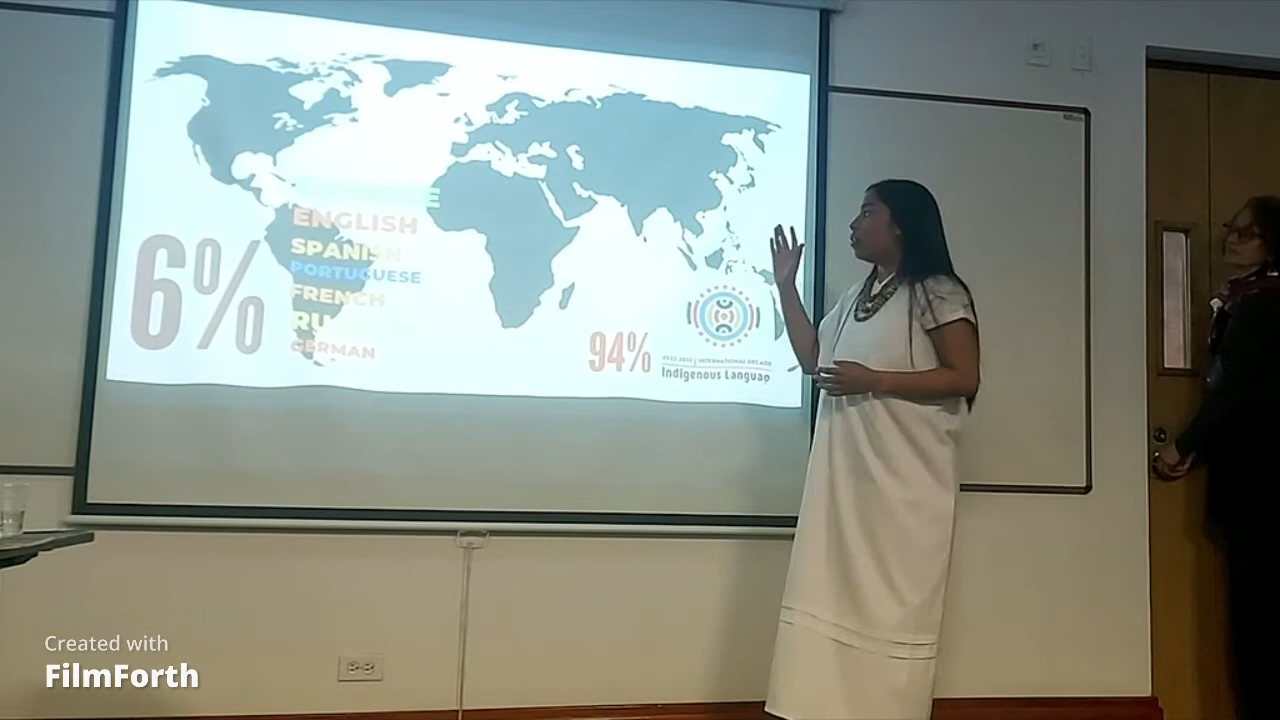 ENGLISH
SPANISH
PORTUGUESE
FRENCH
GERMAN
6%
94%
INTERNATIONAL DECADE
Indigenous Languag
Created with
FilmForth